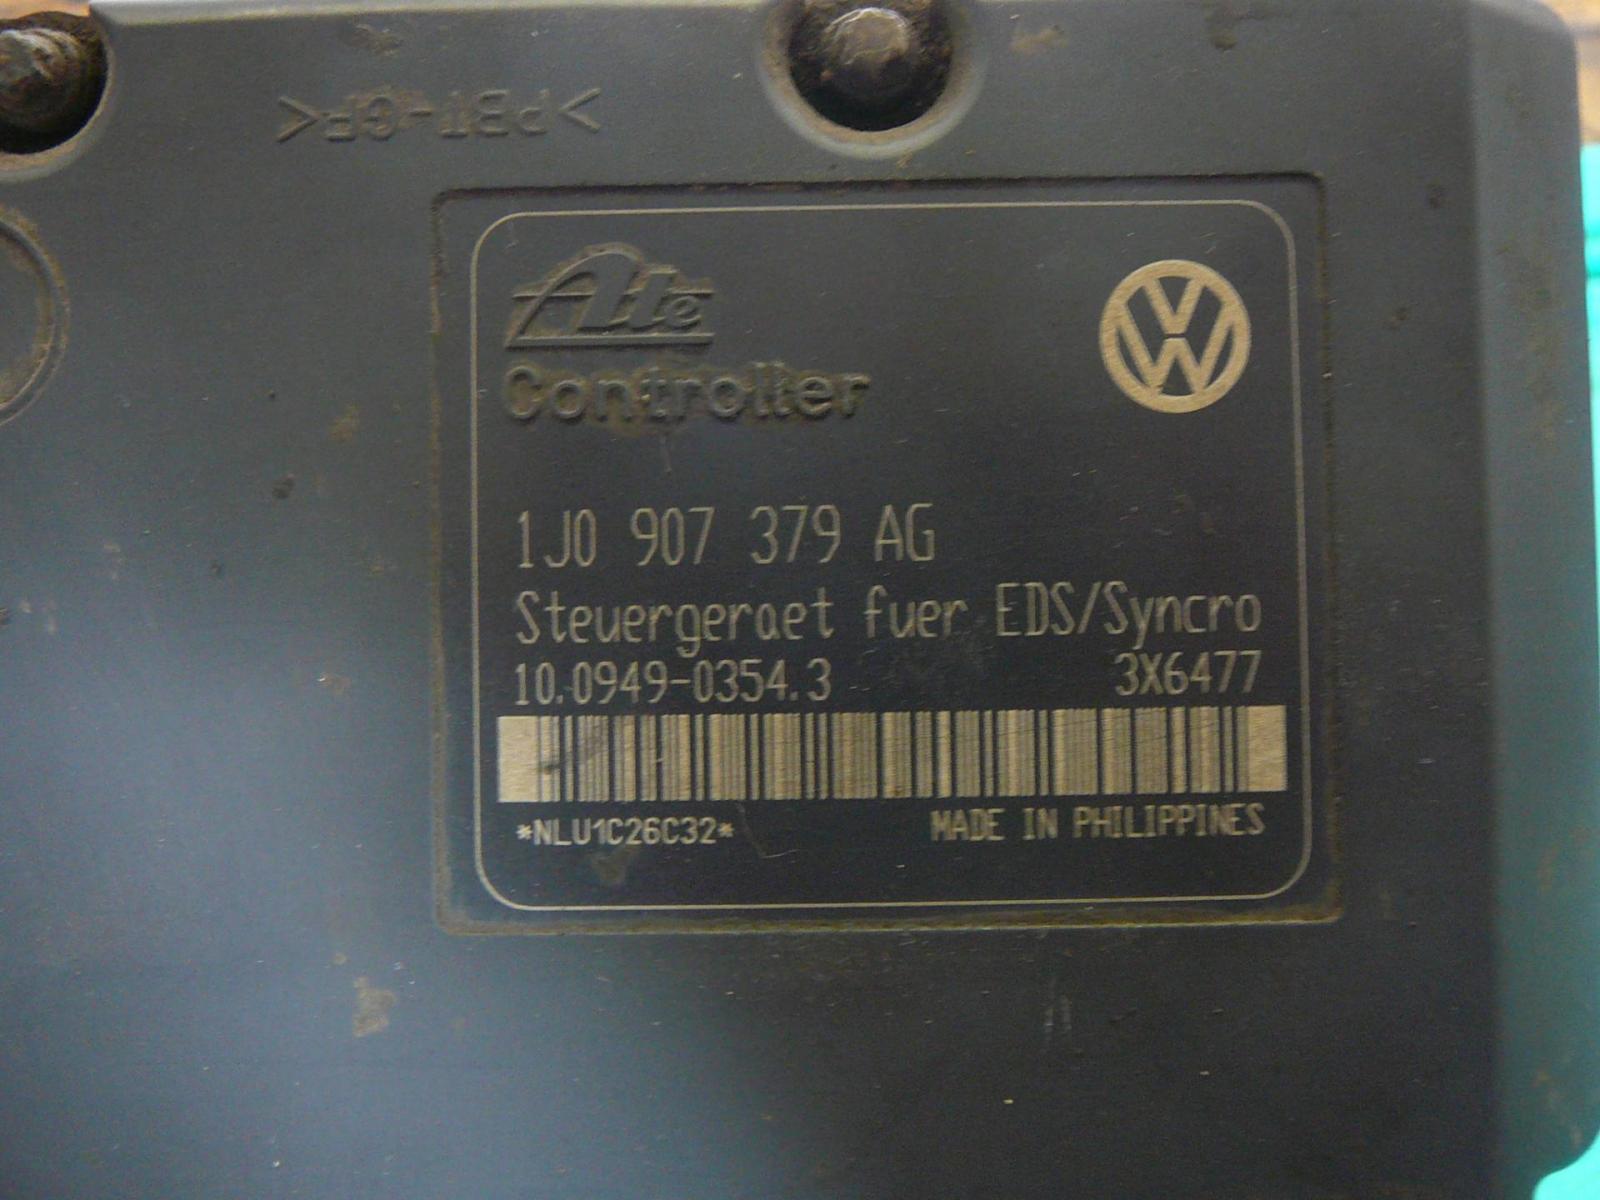 >PBT-GF<
Ate
Controller
1J0 907 379 AG
Steuergeraet fuer EDS/Syncro
10.0949-0354.3 3X6477
*NLU1C26C32* MADE IN PHILIPPINES